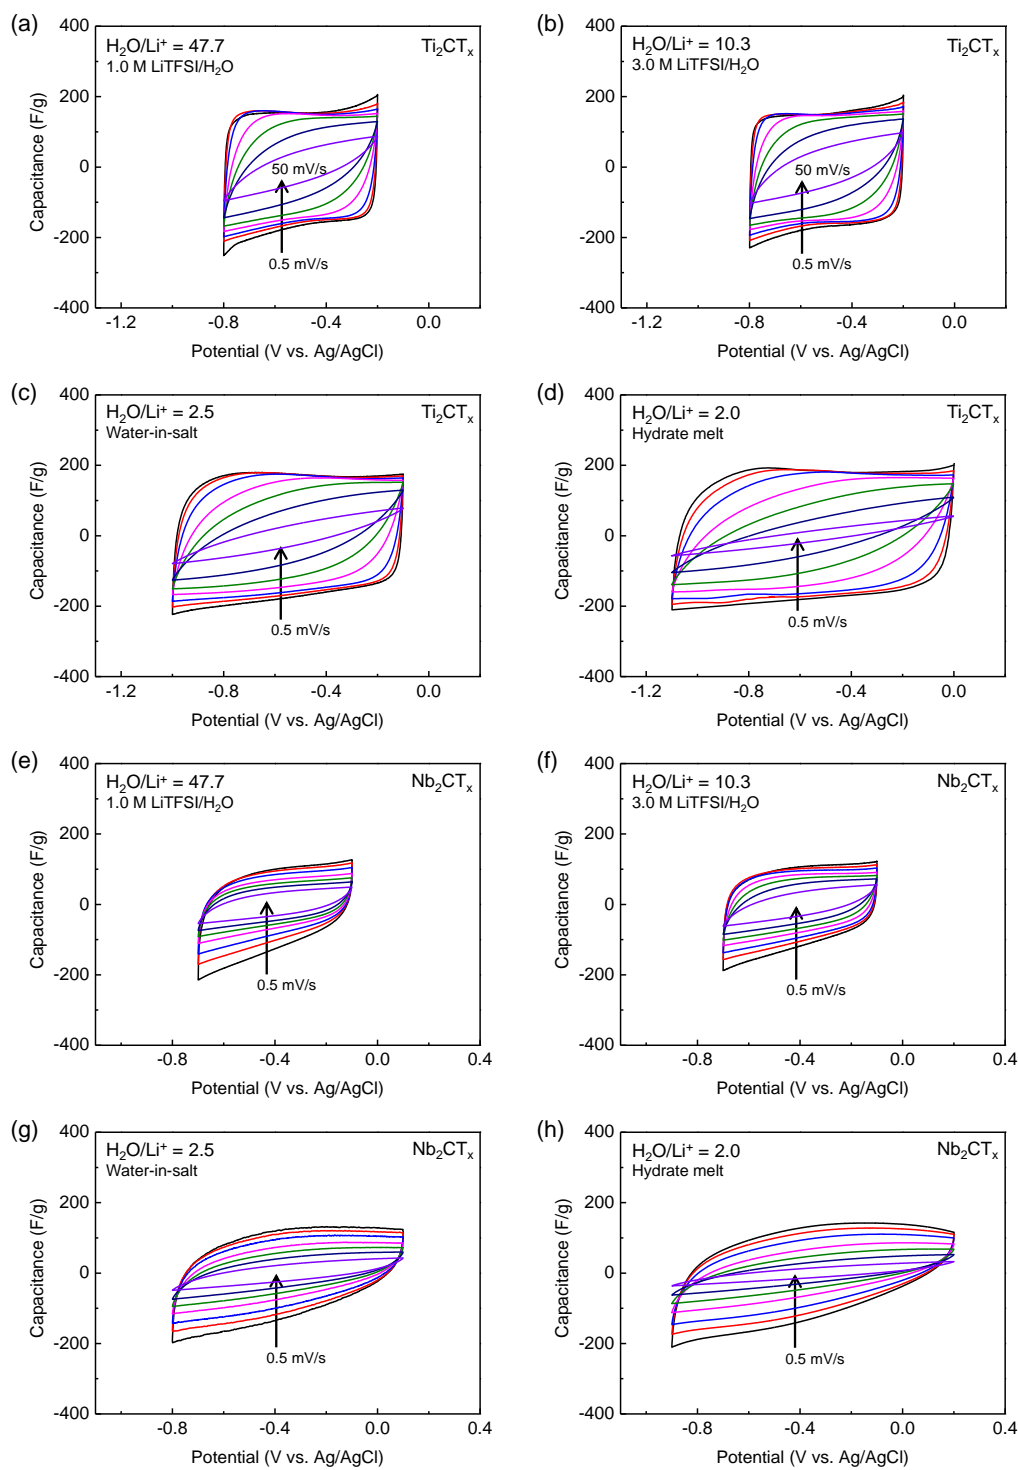 (a)
H₂O/Li⁺ = 47.7
1.0 M LiTFSI/H₂O
Ti₂CTₓ
50 mV/s
0.5 mV/s
400
200
0
-200
-400
-1.2
-0.8
-0.4
0.0
Capacitance (F/g)
Potential (V vs. Ag/AgCl)
(b)
H₂O/Li⁺ = 10.3
3.0 M LiTFSI/H₂O
Ti₂CTₓ
50 mV/s
0.5 mV/s
400
200
0
-200
-400
-1.2
-0.8
-0.4
0.0
Capacitance (F/g)
Potential (V vs. Ag/AgCl)
(c)
H₂O/Li⁺ = 2.5
Water-in-salt
Ti₂CTₓ
0.5 mV/s
400
200
0
-200
-400
-1.2
-0.8
-0.4
0.0
Capacitance (F/g)
Potential (V vs. Ag/AgCl)
(d)
H₂O/Li⁺ = 2.0
Hydrate melt
Ti₂CTₓ
0.5 mV/s
400
200
0
-200
-400
-1.2
-0.8
-0.4
0.0
Capacitance (F/g)
Potential (V vs. Ag/AgCl)
(e)
H₂O/Li⁺ = 47.7
1.0 M LiTFSI/H₂O
Nb₂CTₓ
0.5 mV/s
400
200
0
-200
-400
-0.8
-0.4
0.0
0.4
Capacitance (F/g)
Potential (V vs. Ag/AgCl)
(f)
H₂O/Li⁺ = 10.3
3.0 M LiTFSI/H₂O
Nb₂CTₓ
0.5 mV/s
400
200
0
-200
-400
-0.8
-0.4
0.0
0.4
Capacitance (F/g)
Potential (V vs. Ag/AgCl)
(g)
H₂O/Li⁺ = 2.5
Water-in-salt
Nb₂CTₓ
0.5 mV/s
400
200
0
-200
-400
-0.8
-0.4
0.0
0.4
Capacitance (F/g)
Potential (V vs. Ag/AgCl)
(h)
H₂O/Li⁺ = 2.0
Hydrate melt
Nb₂CTₓ
0.5 mV/s
400
200
0
-200
-400
-0.8
-0.4
0.0
0.4
Capacitance (F/g)
Potential (V vs. Ag/AgCl)